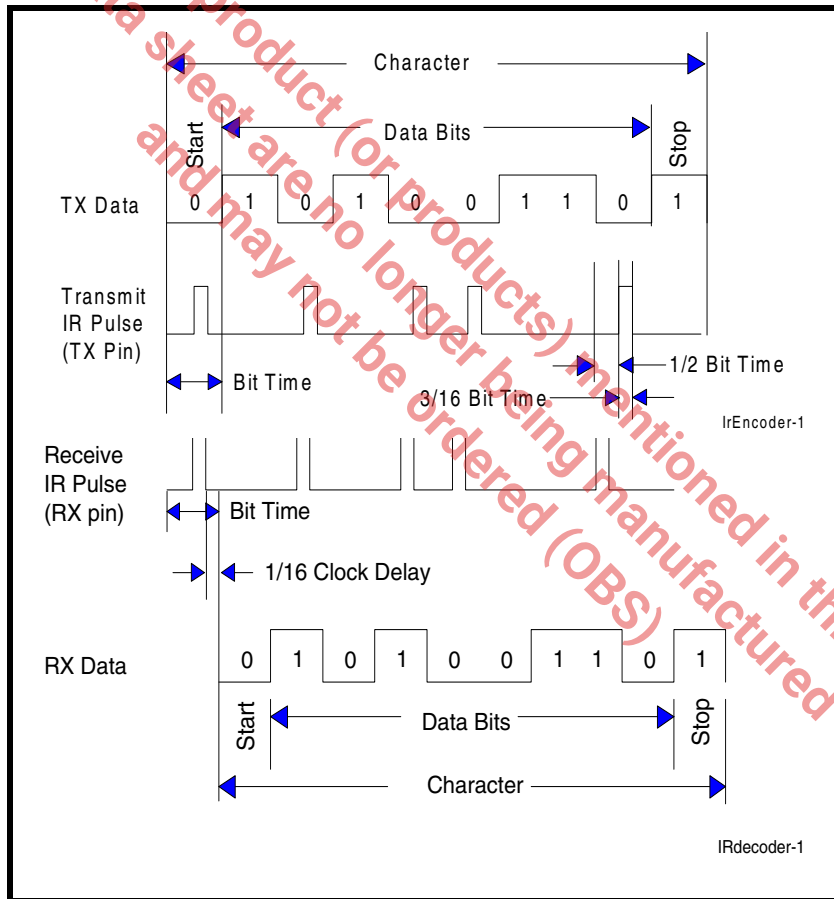 product (or products) mentioned in th
ta sheet are no longer being manufactured
and may not be ordered (OBS)
Character
Start
Data Bits
Stop
TX Data
0 1 0 1 0 0 1 1 0 1
Transmit
IR Pulse
(TX Pin)
Bit Time
1/2 Bit Time
3/16 Bit Time
IrEncoder-1
Receive
IR Pulse
(RX pin)
Bit Time
1/16 Clock Delay
RX Data
0 1 0 1 0 0 1 1 0 1
Start
Data Bits
Stop
Character
IRdecoder-1